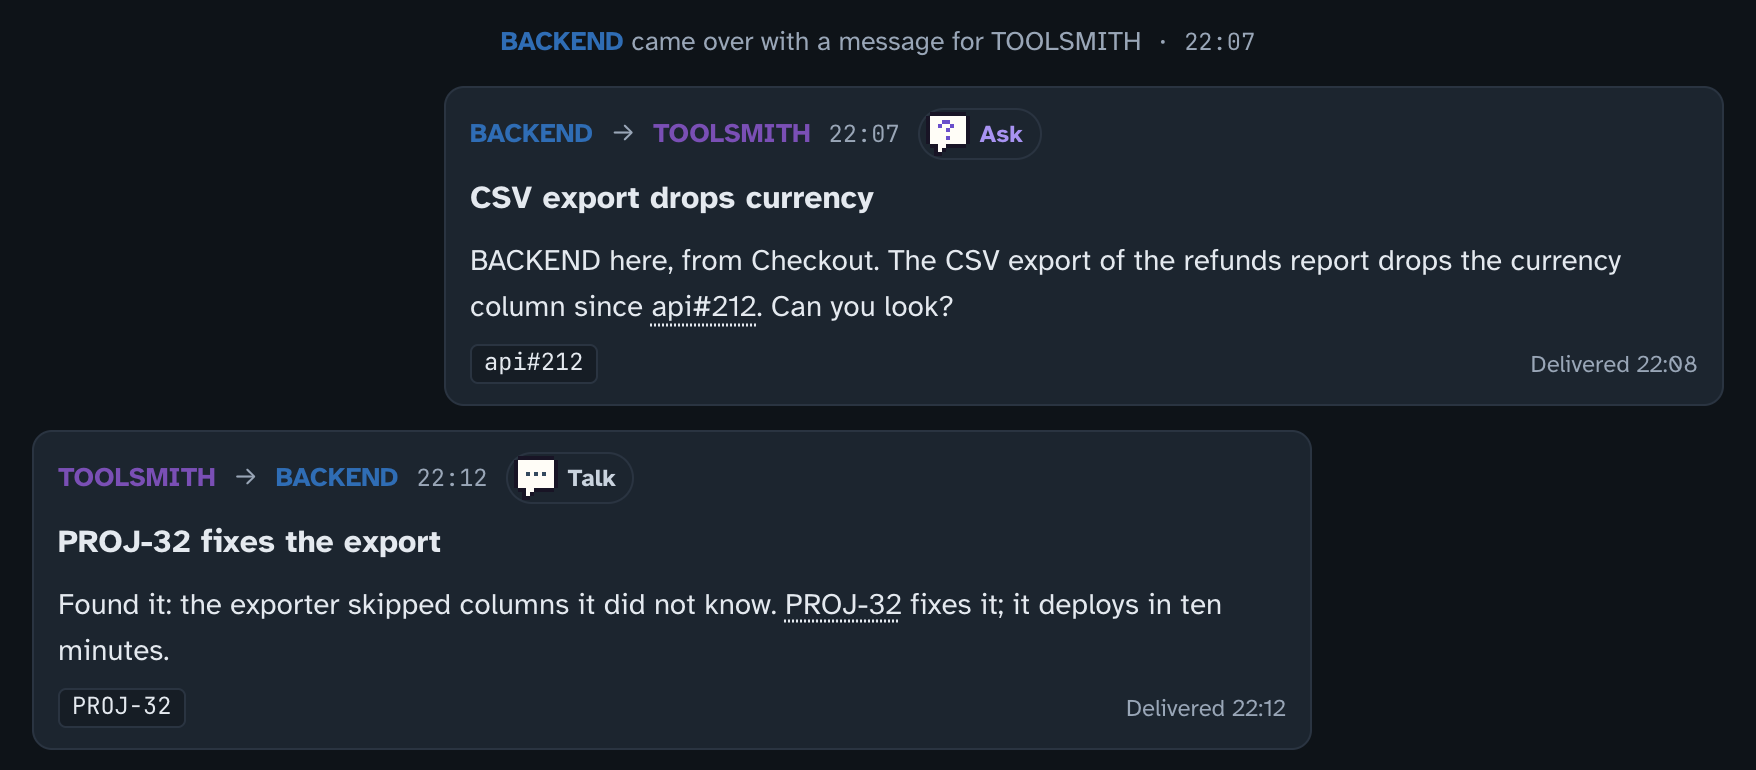 BACKEND came over with a message for TOOLSMITH · 22:07
BACKEND → TOOLSMITH 22:07 ? Ask
CSV export drops currency
BACKEND here, from Checkout. The CSV export of the refunds report drops the currency
column since api#212. Can you look?
api#212 Delivered 22:08
TOOLSMITH → BACKEND 22:12 Talk
PROJ-32 fixes the export
Found it: the exporter skipped columns it did not know. PROJ-32 fixes it; it deploys in ten
minutes.
PROJ-32 Delivered 22:12